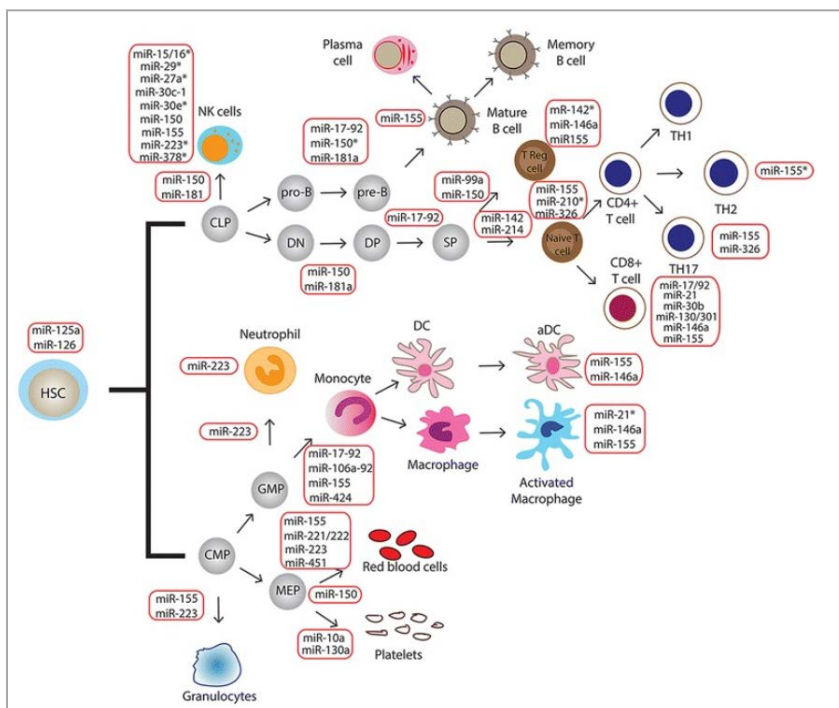 miR-15/16*
miR-29*
miR-27a*
miR-30c-1
miR-30e*
miR-150
miR-155
miR-223*
miR-378*
NK cells
miR-150
miR-181
CLP
Plasma
cell
Memory
B cell
miR-155
Mature
B cell
miR-17-92
miR-150*
miR-181a
pro-B
pre-B
DN
DP
SP
miR-150
miR-181a
miR-17-92
miR-99a
miR-150
miR-142
miR-214
mR-142*
miR-146a
miR155
T Reg
cell
miR-155
miR-210*
miR-326
Naive T
cell
CD4+
T cell
TH1
TH2
miR-155*
TH17
miR-155
miR-326
CD8+
T cell
miR-17/92
miR-21
miR-30b
miR-130/301
miR-146a
miR-155
miR-125a
miR-126
HSC
Neutrophil
miR-223
miR-223
Monocyte
DC
aDC
miR-155
miR-146a
Macrophage
Activated
Macrophage
miR-21*
miR-146a
miR-155
GMP
miR-17-92
miR-106a-92
miR-155
miR-424
CMP
miR-155
miR-221/222
miR-223
miR-451
MEP
Red blood cells
miR-150
miR-10a
miR-130a
Platelets
miR-155
miR-223
Granulocytes